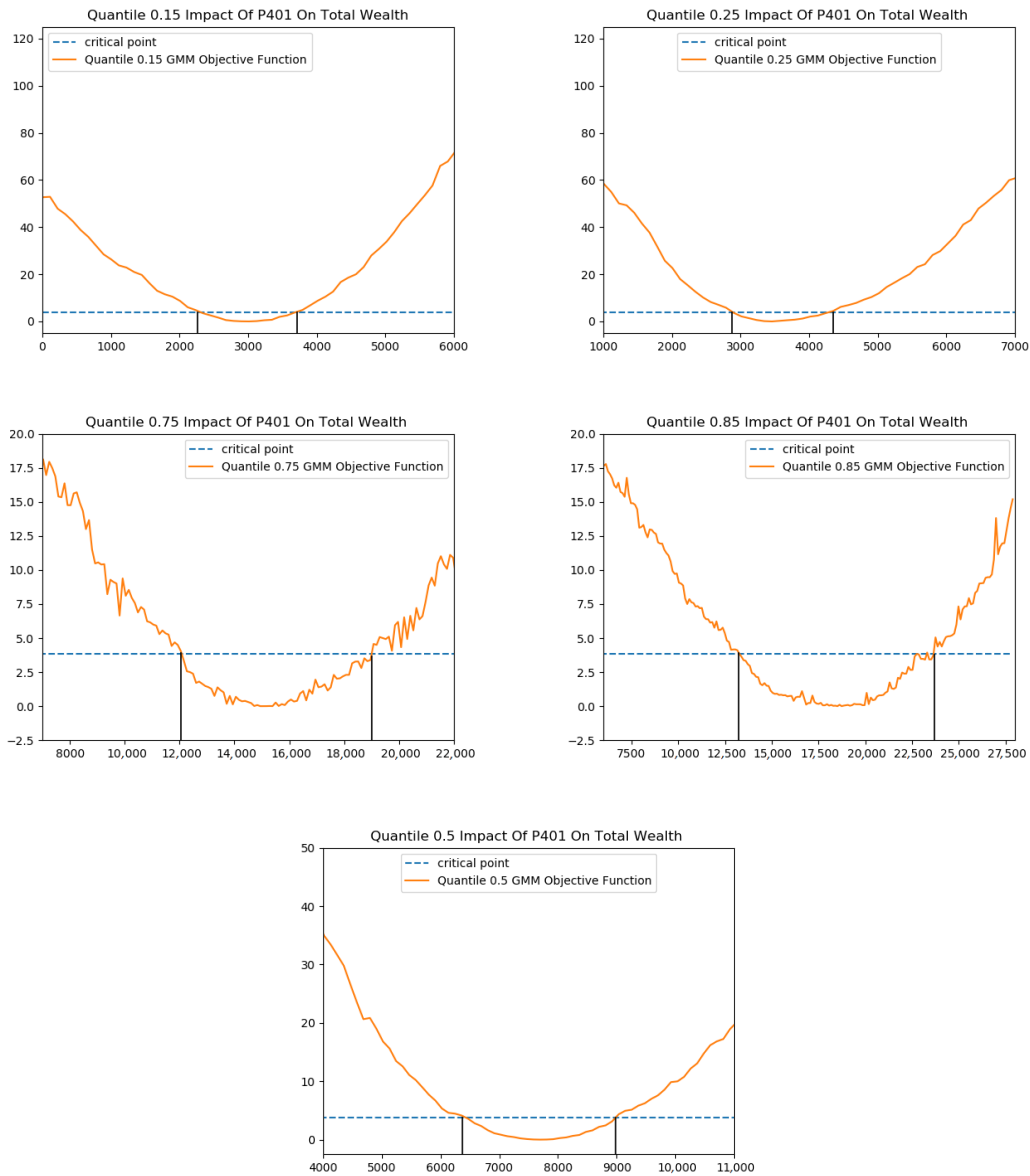 Quantile 0.15 Impact Of P401 On Total Wealth
critical point
Quantile 0.15 GMM Objective Function
120
100
80
60
40
20
0
0 1000 2000 3000 4000 5000 6000
Quantile 0.25 Impact Of P401 On Total Wealth
critical point
Quantile 0.25 GMM Objective Function
120
100
80
60
40
20
0
1000 2000 3000 4000 5000 6000 7000
Quantile 0.75 Impact Of P401 On Total Wealth
critical point
Quantile 0.75 GMM Objective Function
20.0
17.5
15.0
12.5
10.0
7.5
5.0
2.5
0.0
−2.5
8000 10,000 12,000 14,000 16,000 18,000 20,000 22,000
Quantile 0.85 Impact Of P401 On Total Wealth
critical point
Quantile 0.85 GMM Objective Function
20.0
17.5
15.0
12.5
10.0
7.5
5.0
2.5
0.0
−2.5
7500 10,000 12,500 15,000 17,500 20,000 22,500 25,000 27,500
Quantile 0.5 Impact Of P401 On Total Wealth
critical point
Quantile 0.5 GMM Objective Function
50
40
30
20
10
0
4000 5000 6000 7000 8000 9000 10,000 11,000